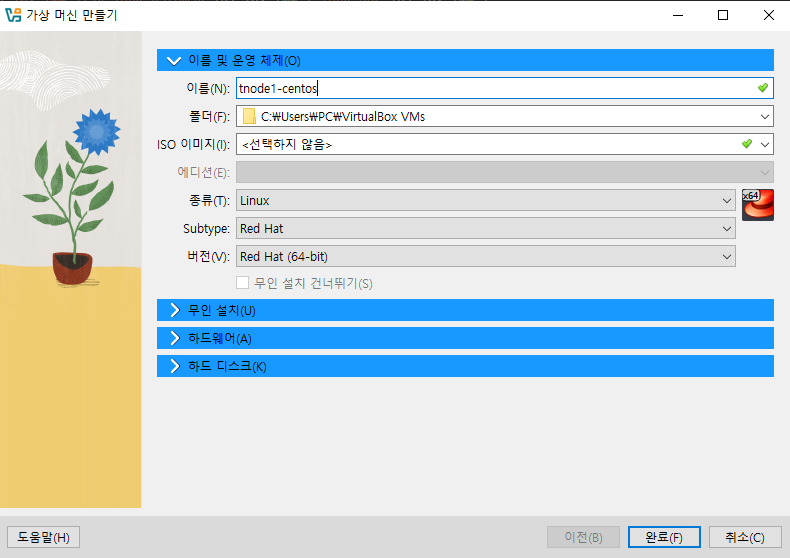 가상 머신 만들기
이름 및 운영 체제(O)
이름(N): tnode1-centos
폴더(F): C:₩Users₩PC₩VirtualBox VMs
ISO 이미지(I): <선택하지 않음>
에디션(E):
종류(T): Linux
x64
Subtype: Red Hat
버전(V): Red Hat (64-bit)
무인 설치 건너뛰기(S)
무인 설치(U)
하드웨어(A)
하드 디스크(K)
도움말(H) 이전(B) 완료(F) 취소(C)